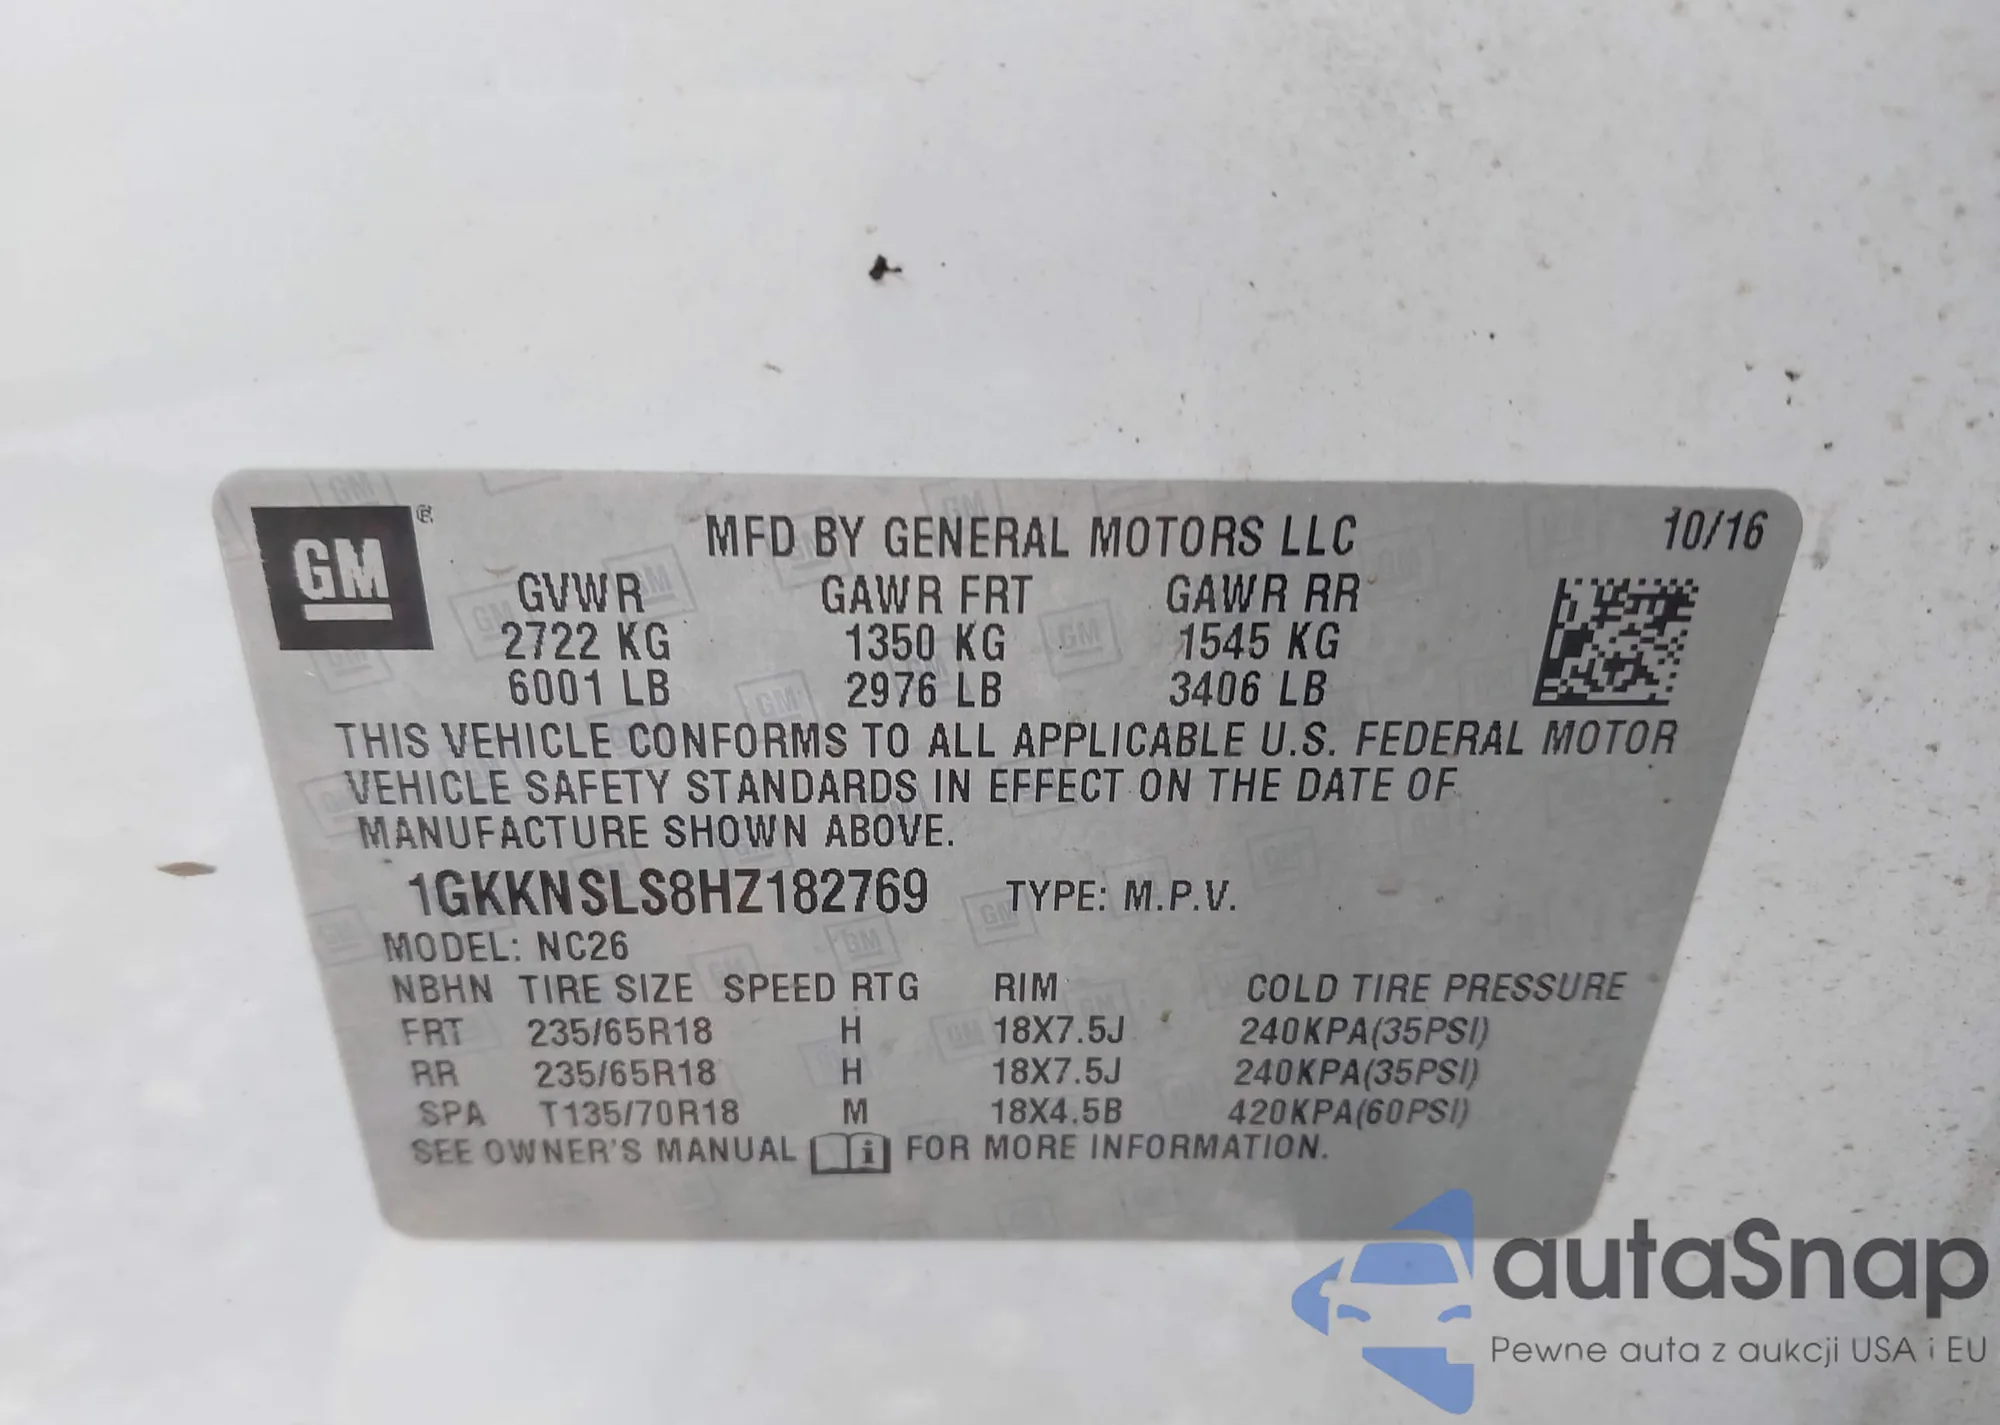 GM ®
MFD BY GENERAL MOTORS LLC 10/16
GVWR GAWR FRT GAWR RR
2722 KG 1350 KG 1545 KG
6001 LB 2976 LB 3406 LB
THIS VEHICLE CONFORMS TO ALL APPLICABLE U.S. FEDERAL MOTOR
VEHICLE SAFETY STANDARDS IN EFFECT ON THE DATE OF
MANUFACTURE SHOWN ABOVE.
1GKKNSLS8HZ182769 TYPE: M.P.V.
MODEL: NC26
NBHN TIRE SIZE SPEED RTG RIM COLD TIRE PRESSURE
FRT 235/65R18 H 18X7.5J 240KPA(35PSI)
RR 235/65R18 H 18X7.5J 240KPA(35PSI)
SPA T135/70R18 M 18X4.5B 420KPA(60PSI)
SEE OWNER'S MANUAL i FOR MORE INFORMATION.
autaSnap
Pewne auta z aukcji USA i EU